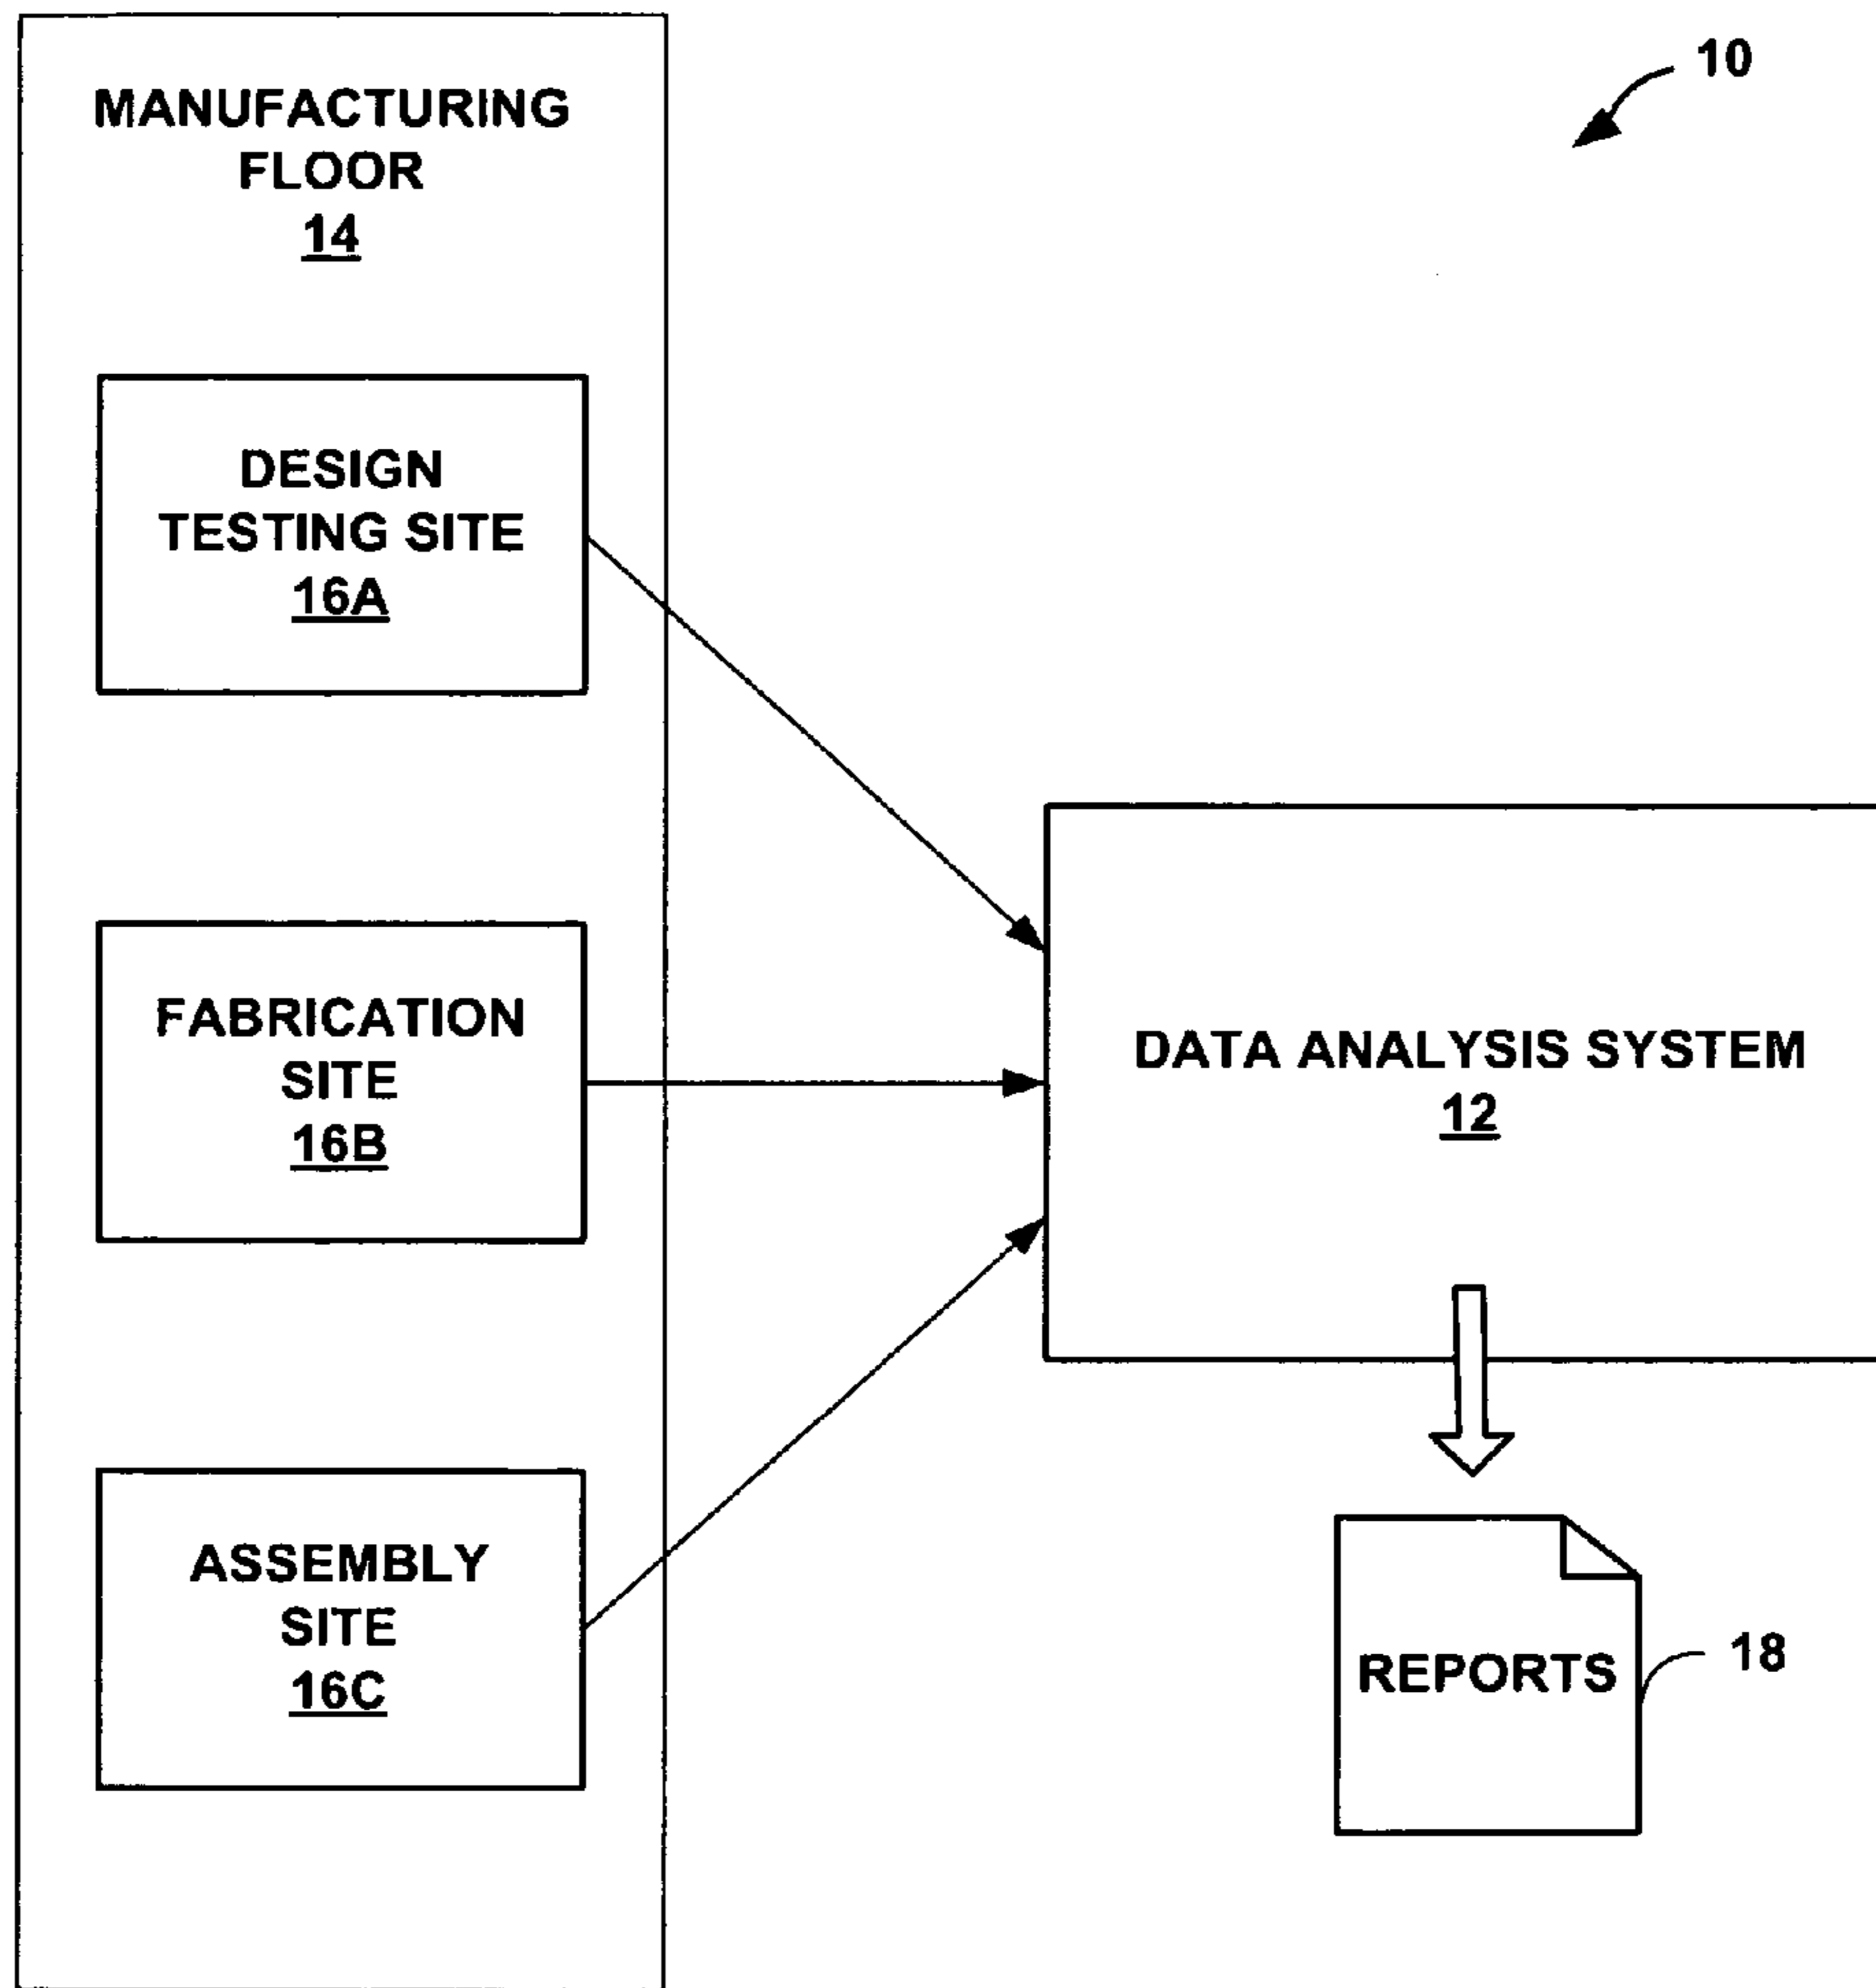 10
MANUFACTURING
FLOOR
14
DESIGN
TESTING SITE
16A
FABRICATION
SITE
16B
ASSEMBLY
SITE
16C
DATA ANALYSIS SYSTEM
12
REPORTS
18